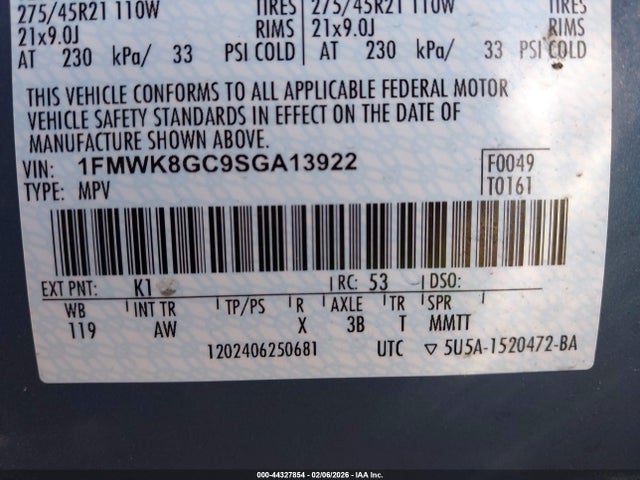 275/45R21 110W TIRES 275/45R21 110W TIRES
21x9.0J RIMS 21x9.0J RIMS
AT 230 kPa/ 33 PSI COLD AT 230 kPa/ 33 PSI COLD
THIS VEHICLE CONFORMS TO ALL APPLICABLE FEDERAL MOTOR
VEHICLE SAFETY STANDARDS IN EFFECT ON THE DATE OF
MANUFACTURE SHOWN ABOVE.
VIN: 1FMWK8GC9SGA13922 F0049
TYPE: MPV T0161
EXT PNT: K1 RC: 53 DSO:
WB INT TR TP/PS R AXLE TR SPR
119 AW X 3B T MMTT
1202406250681 UTC ▽ 5U5A-1520472-BA
000-44327854 - 02/06/2026 - IAA Inc.